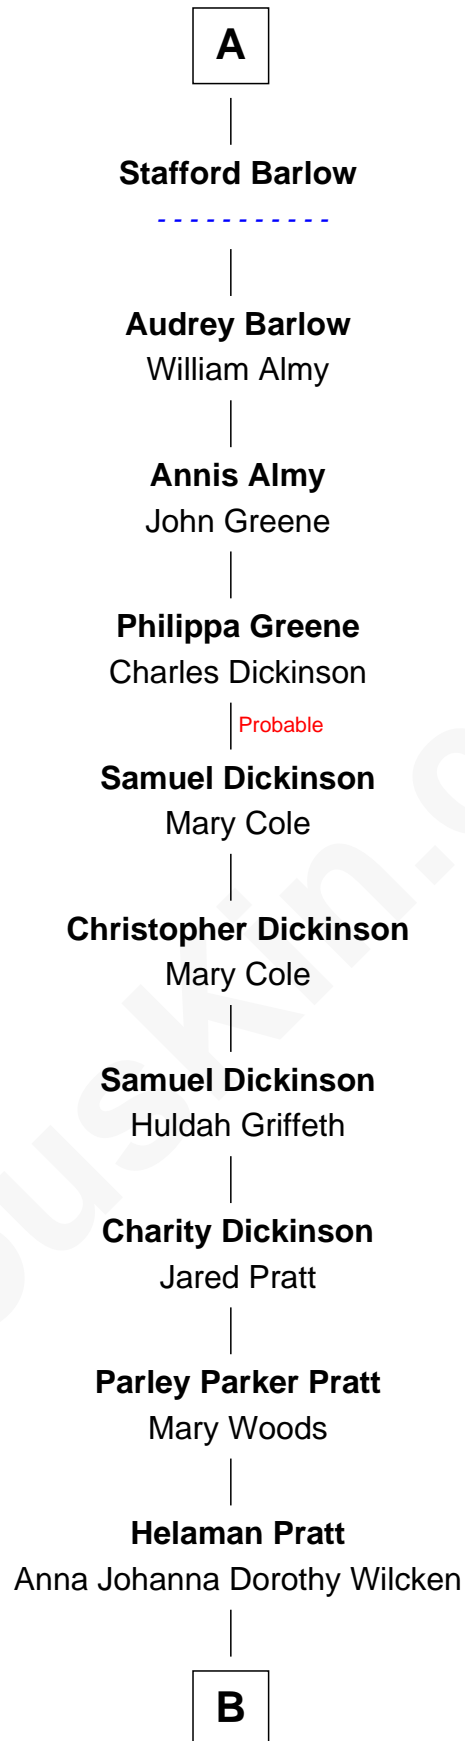 A
Stafford Barlow
- - - - - - - - - - -
Audrey Barlow
William Almy
Annis Almy
John Greene
Philippa Greene
Charles Dickinson
Probable
Samuel Dickinson
Mary Cole
Christopher Dickinson
Mary Cole
Samuel Dickinson
Huldah Griffeth
Charity Dickinson
Jared Pratt
Parley Parker Pratt
Mary Woods
Helaman Pratt
Anna Johanna Dorothy Wilcken
B